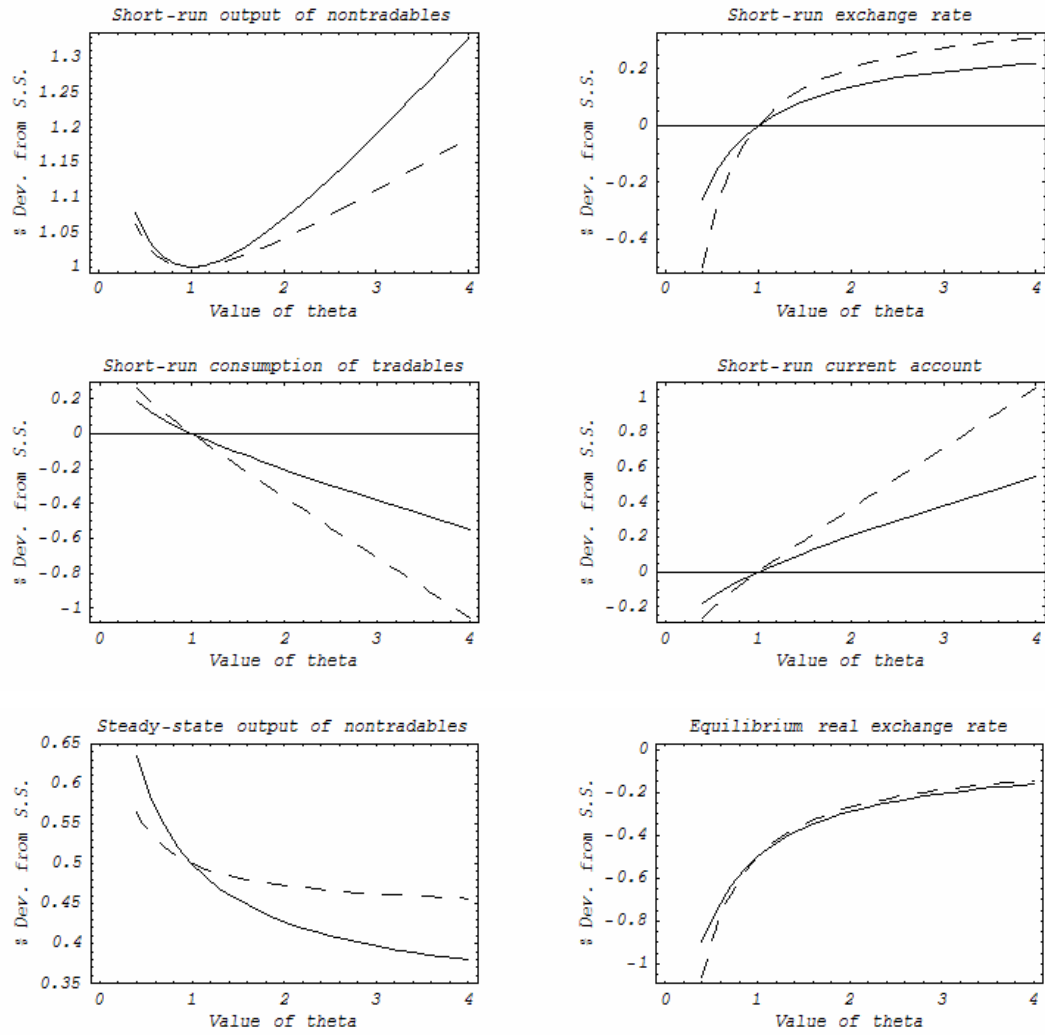 Short-run output of nontradables
% Dev. from S.S.
1.3
1.25
1.2
1.15
1.1
1.05
1
0 1 2 3 4
Value of theta
Short-run exchange rate
% Dev. from S.S.
0.2
0
-0.2
-0.4
0 1 2 3 4
Value of theta
Short-run consumption of tradables
% Dev. from S.S.
0.2
0
-0.2
-0.4
-0.6
-0.8
-1
0 1 2 3 4
Value of theta
Short-run current account
% Dev. from S.S.
1
0.8
0.6
0.4
0.2
0
-0.2
0 1 2 3 4
Value of theta
Steady-state output of nontradables
% Dev. from S.S.
0.65
0.6
0.55
0.5
0.45
0.4
0.35
0 1 2 3 4
Value of theta
Equilibrium real exchange rate
% Dev. from S.S.
0
-0.2
-0.4
-0.6
-0.8
-1
0 1 2 3 4
Value of theta